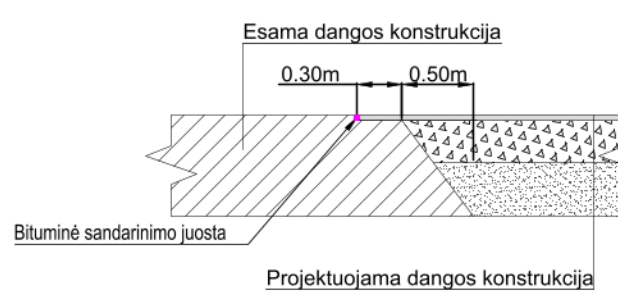 Esama dangos konstrukcija
0.30m
0.50m
Bituminė sandarinimo juosta
Projektuojama dangos konstrukcija